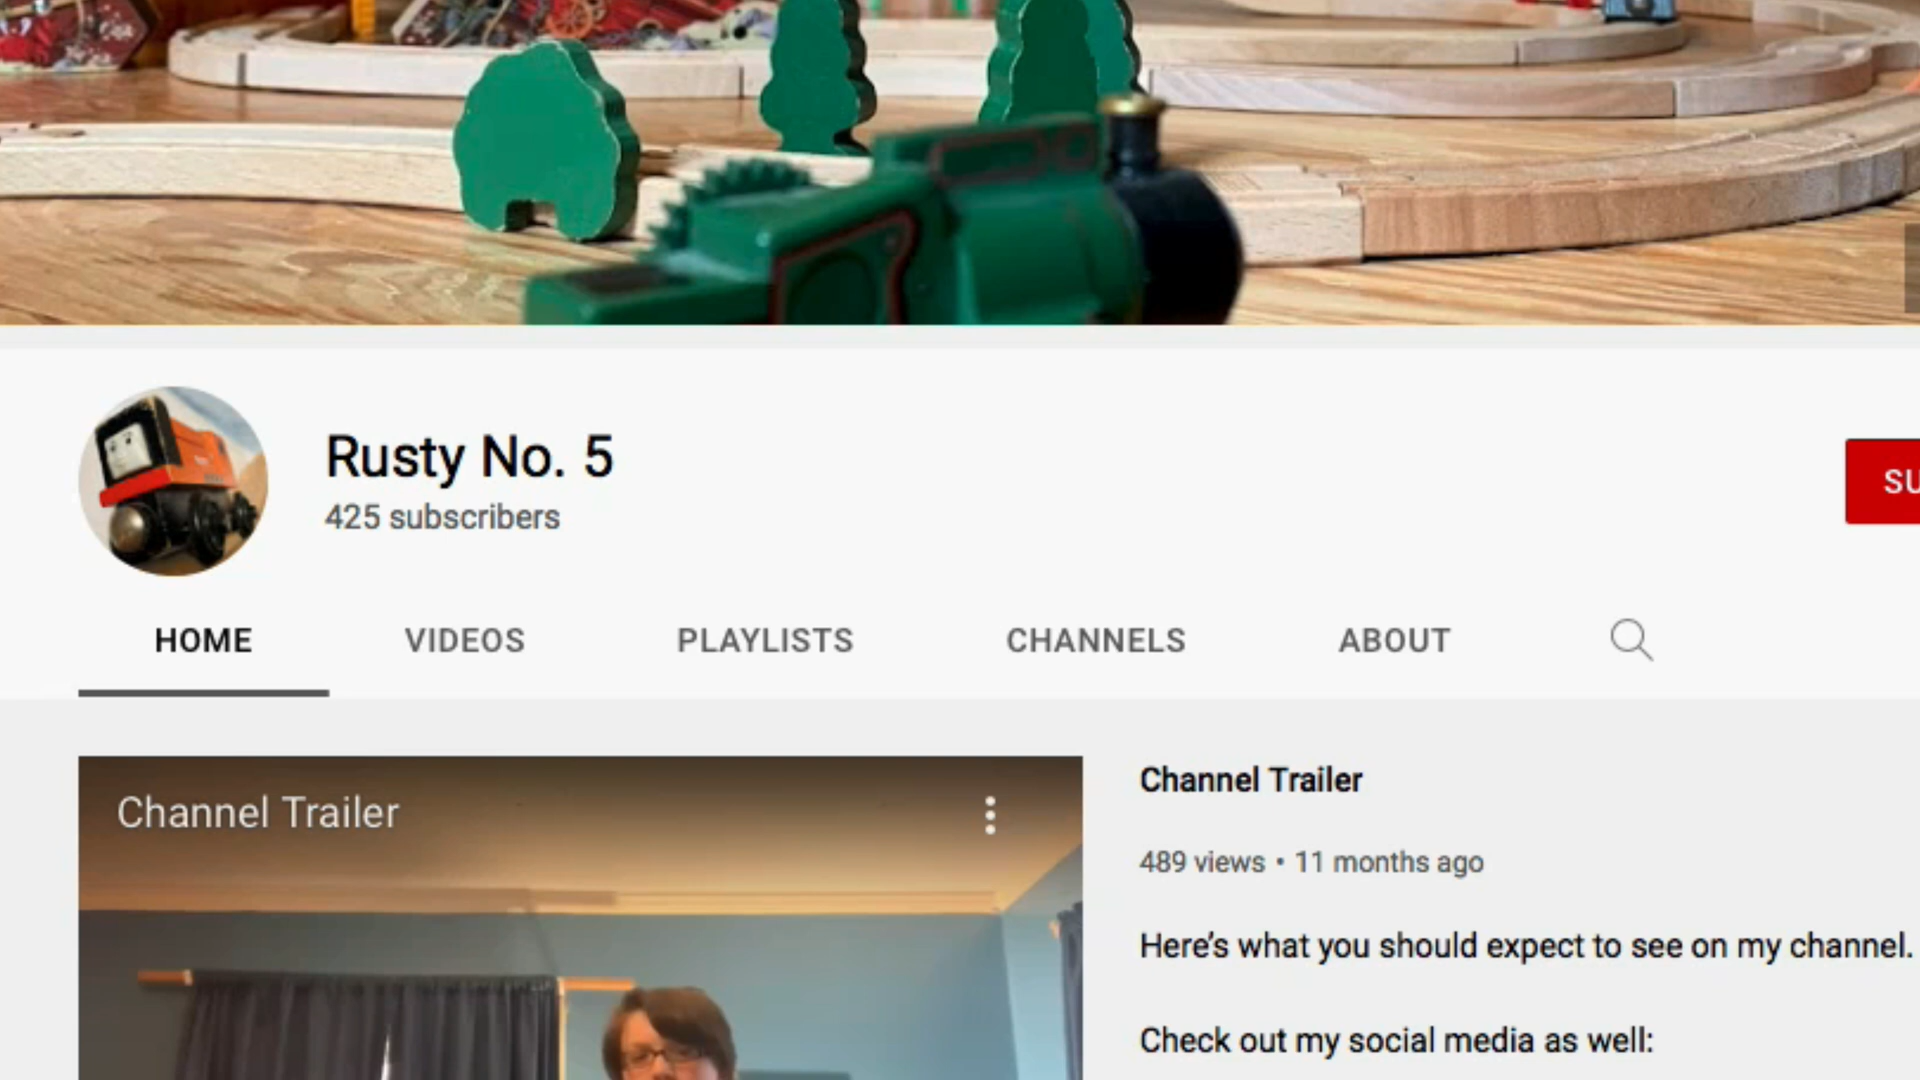 Rusty No. 5
425 subscribers
SU
HOME VIDEOS PLAYLISTS CHANNELS ABOUT
Channel Trailer
Channel Trailer
489 views • 11 months ago
Here's what you should expect to see on my channel.
Check out my social media as well: